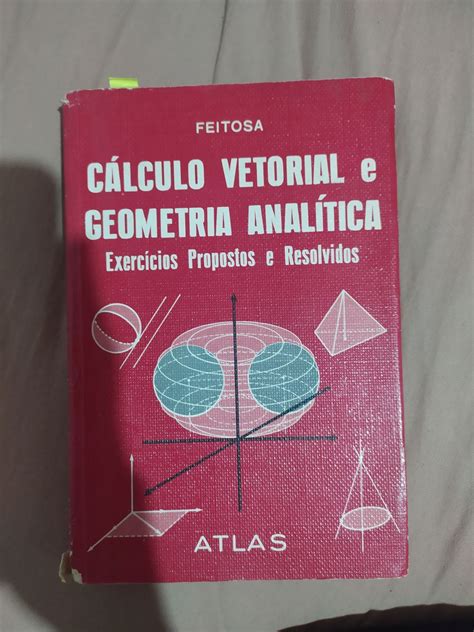 FEITOSA
CÁLCULO VETORIAL e
GEOMETRIA ANALÍTICA
Exercícios Propostos e Resolvidos
ATLAS